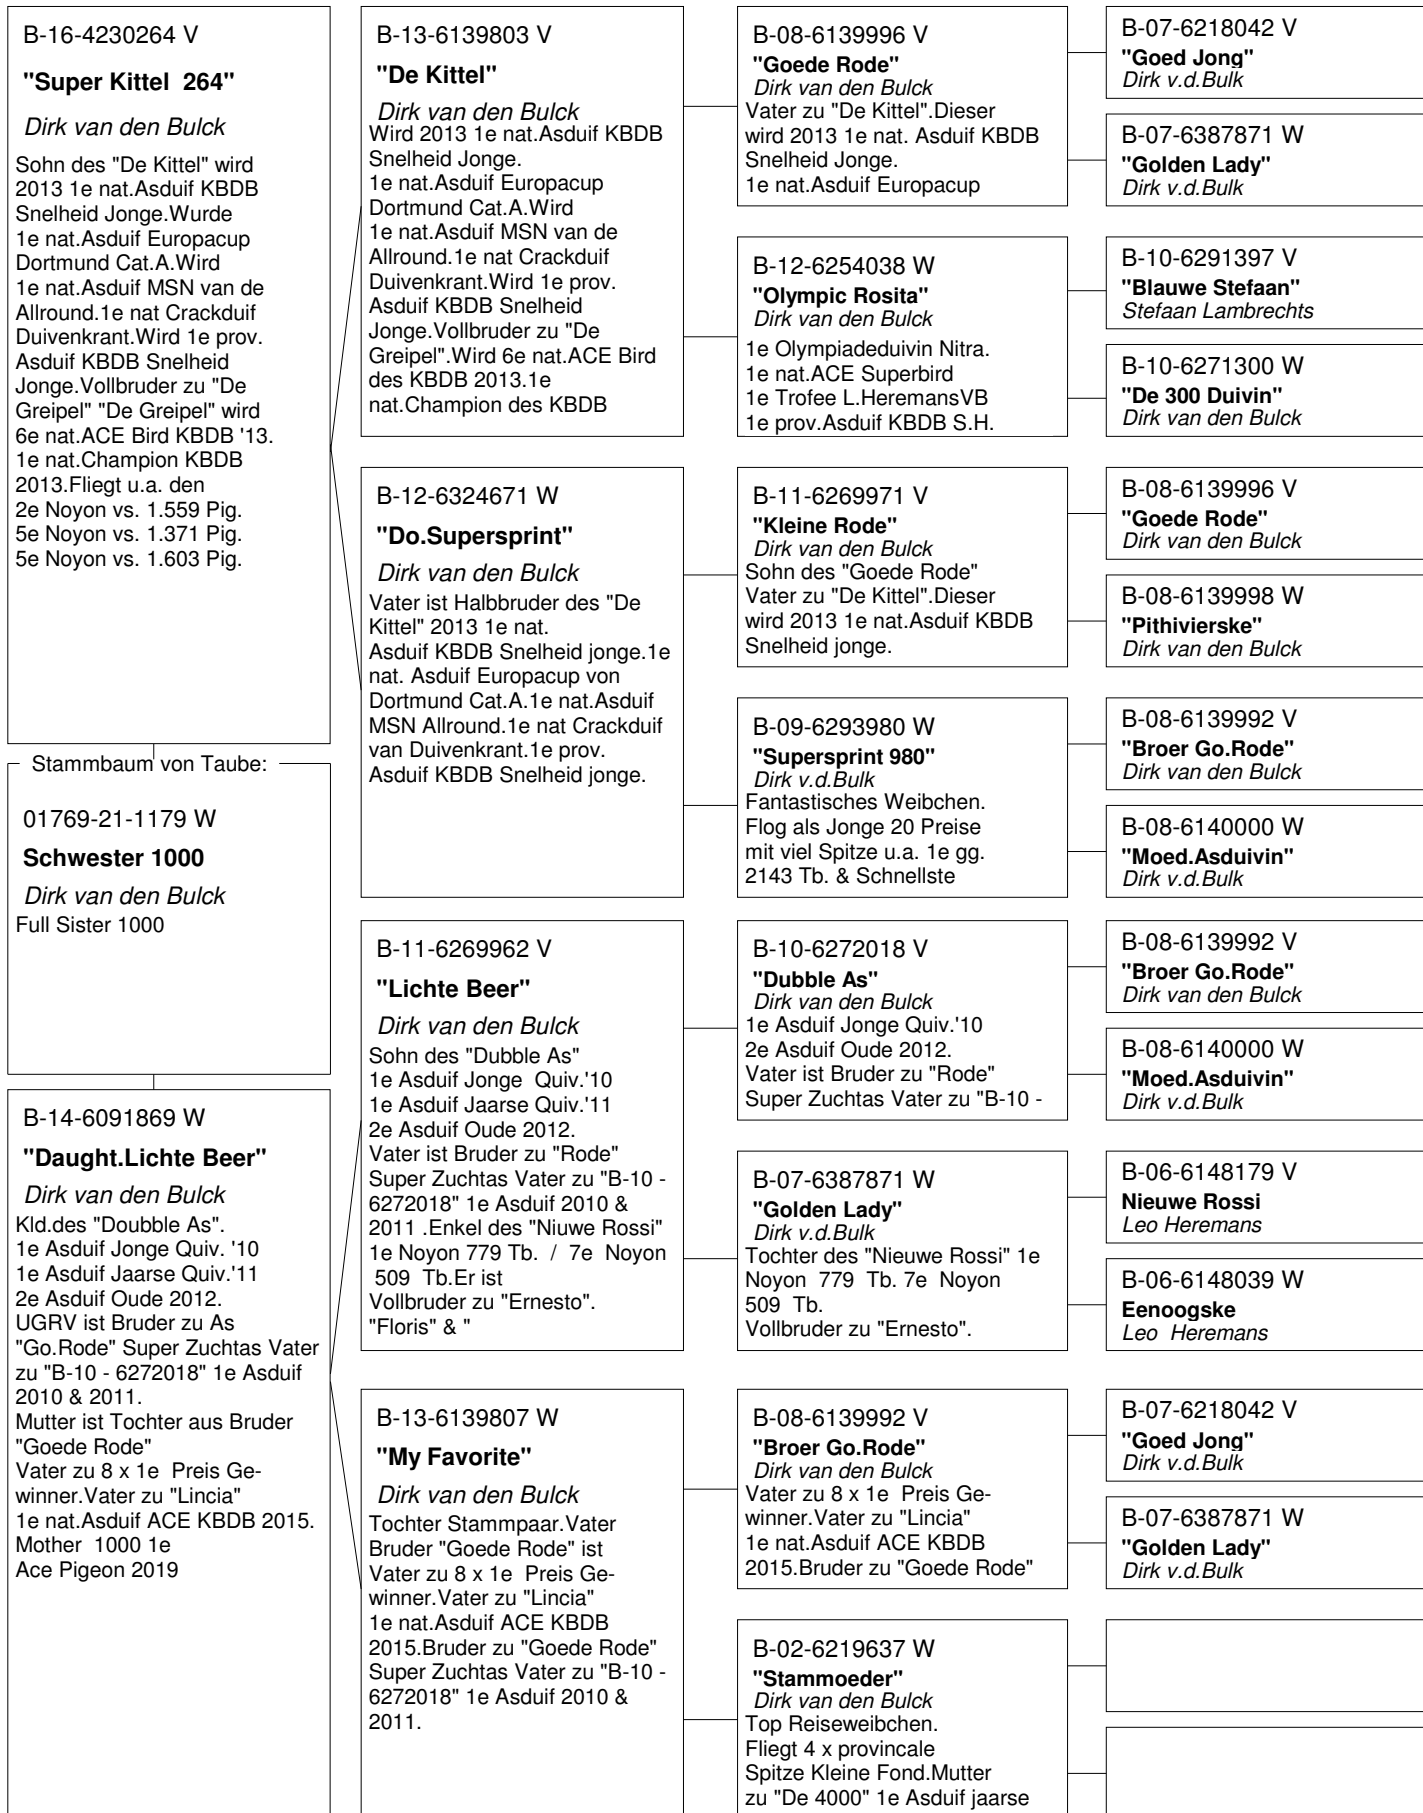 B-16-4230264 V
"Super Kittel 264"
Dirk van den Bulck
Sohn des "De Kittel" wird
2013 1e nat.Asduif KBDB
Snelheid Jonge.Wurde
1e nat.Asduif Europacup
Dortmund Cat.A.Wird
1e nat.Asduif MSN van de
Allround.1e nat Crackduif
Duivenkrant.Wird 1e prov.
Asduif KBDB Snelheid
Jonge.Vollbruder zu "De
Greipel" "De Greipel" wird
6e nat.ACE Bird KBDB '13.
1e nat.Champion KBDB
2013.Fliegt u.a. den
2e Noyon vs. 1.559 Pig.
5e Noyon vs. 1.371 Pig.
5e Noyon vs. 1.603 Pig.
Stammbaum von Taube:
01769-21-1179 W
Schwester 1000
Dirk van den Bulck
Full Sister 1000
B-14-6091869 W
"Daught.Lichte Beer"
Dirk van den Bulck
Kld.des "Doubble As".
1e Asduif Jonge Quiv. '10
1e Asduif Jaarse Quiv.'11
2e Asduif Oude 2012.
UGRV ist Bruder zu As
"Go.Rode" Super Zuchtas Vater
zu "B-10 - 6272018" 1e Asduif
2010 & 2011.
Mutter ist Tochter aus Bruder
"Goede Rode"
Vater zu 8 x 1e Preis Ge-
winner.Vater zu "Lincia"
1e nat.Asduif ACE KBDB 2015.
Mother 1000 1e
Ace Pigeon 2019
B-13-6139803 V
"De Kittel"
Dirk van den Bulck
Wird 2013 1e nat.Asduif KBDB
Snelheid Jonge.
1e nat.Asduif Europacup
Dortmund Cat.A.Wird
1e nat.Asduif MSN van de
Allround.1e nat Crackduif
Duivenkrant.Wird 1e prov.
Asduif KBDB Snelheid
Jonge.Vollbruder zu "De
Greipel".Wird 6e nat.ACE Bird
des KBDB 2013.1e
nat.Champion des KBDB
B-12-6324671 W
"Do.Supersprint"
Dirk van den Bulck
Vater ist Halbbruder des "De
Kittel" 2013 1e nat.
Asduif KBDB Snelheid jonge.1e
nat. Asduif Europacup von
Dortmund Cat.A.1e nat.Asduif
MSN Allround.1e nat Crackduif
van Duivenkrant.1e prov.
Asduif KBDB Snelheid jonge.
B-11-6269962 V
"Lichte Beer"
Dirk van den Bulck
Sohn des "Dubble As"
1e Asduif Jonge Quiv.'10
1e Asduif Jaarse Quiv.'11
2e Asduif Oude 2012.
Vater ist Bruder zu "Rode"
Super Zuchtas Vater zu "B-10 -
6272018" 1e Asduif 2010 &
2011 .Enkel des "Niuwe Rossi"
1e Noyon 779 Tb. / 7e Noyon
509 Tb.Er ist
Vollbruder zu "Ernesto".
"Floris" & "
B-13-6139807 W
"My Favorite"
Dirk van den Bulck
Tochter Stammpaar.Vater
Bruder "Goede Rode" ist
Vater zu 8 x 1e Preis Ge-
winner.Vater zu "Lincia"
1e nat.Asduif ACE KBDB
2015.Bruder zu "Goede Rode"
Super Zuchtas Vater zu "B-10 -
6272018" 1e Asduif 2010 &
2011.
B-08-6139996 V
"Goede Rode"
Dirk van den Bulck
Vater zu "De Kittel".Dieser
wird 2013 1e nat. Asduif KBDB
Snelheid Jonge.
1e nat.Asduif Europacup
B-12-6254038 W
"Olympic Rosita"
Dirk van den Bulck
1e Olympiadeduivin Nitra.
1e nat.ACE Superbird
1e Trofee L.HeremansVB
1e prov.Asduif KBDB S.H.
B-11-6269971 V
"Kleine Rode"
Dirk van den Bulck
Sohn des "Goede Rode"
Vater zu "De Kittel".Dieser
wird 2013 1e nat.Asduif KBDB
Snelheid jonge.
B-09-6293980 W
"Supersprint 980"
Dirk v.d.Bulk
Fantastisches Weibchen.
Flog als Jonge 20 Preise
mit viel Spitze u.a. 1e gg.
2143 Tb. & Schnellste
B-10-6272018 V
"Dubble As"
Dirk van den Bulck
1e Asduif Jonge Quiv.'10
2e Asduif Oude 2012.
Vater ist Bruder zu "Rode"
Super Zuchtas Vater zu "B-10 -
B-07-6387871 W
"Golden Lady"
Dirk v.d.Bulk
Tochter des "Nieuwe Rossi" 1e
Noyon 779 Tb. 7e Noyon
509 Tb.
Vollbruder zu "Ernesto".
B-08-6139992 V
"Broer Go.Rode"
Dirk van den Bulck
Vater zu 8 x 1e Preis Ge-
winner.Vater zu "Lincia"
1e nat.Asduif ACE KBDB
2015.Bruder zu "Goede Rode"
B-02-6219637 W
"Stammoeder"
Dirk van den Bulck
Top Reiseweibchen.
Fliegt 4 x provincale
Spitze Kleine Fond.Mutter
zu "De 4000" 1e Asduif jaarse
B-07-6218042 V
"Goed Jong"
Dirk v.d.Bulk
B-07-6387871 W
"Golden Lady"
Dirk v.d.Bulk
B-10-6291397 V
"Blauwe Stefaan"
Stefaan Lambrechts
B-10-6271300 W
"De 300 Duivin"
Dirk van den Bulck
B-08-6139996 V
"Goede Rode"
Dirk van den Bulck
B-08-6139998 W
"Pithivierske"
Dirk van den Bulck
B-08-6139992 V
"Broer Go.Rode"
Dirk van den Bulck
B-08-6140000 W
"Moed.Asduivin"
Dirk v.d.Bulk
B-08-6139992 V
"Broer Go.Rode"
Dirk van den Bulck
B-08-6140000 W
"Moed.Asduivin"
Dirk v.d.Bulk
B-06-6148179 V
Nieuwe Rossi
Leo Heremans
B-06-6148039 W
Eenoogske
Leo Heremans
B-07-6218042 V
"Goed Jong"
Dirk v.d.Bulk
B-07-6387871 W
"Golden Lady"
Dirk v.d.Bulk